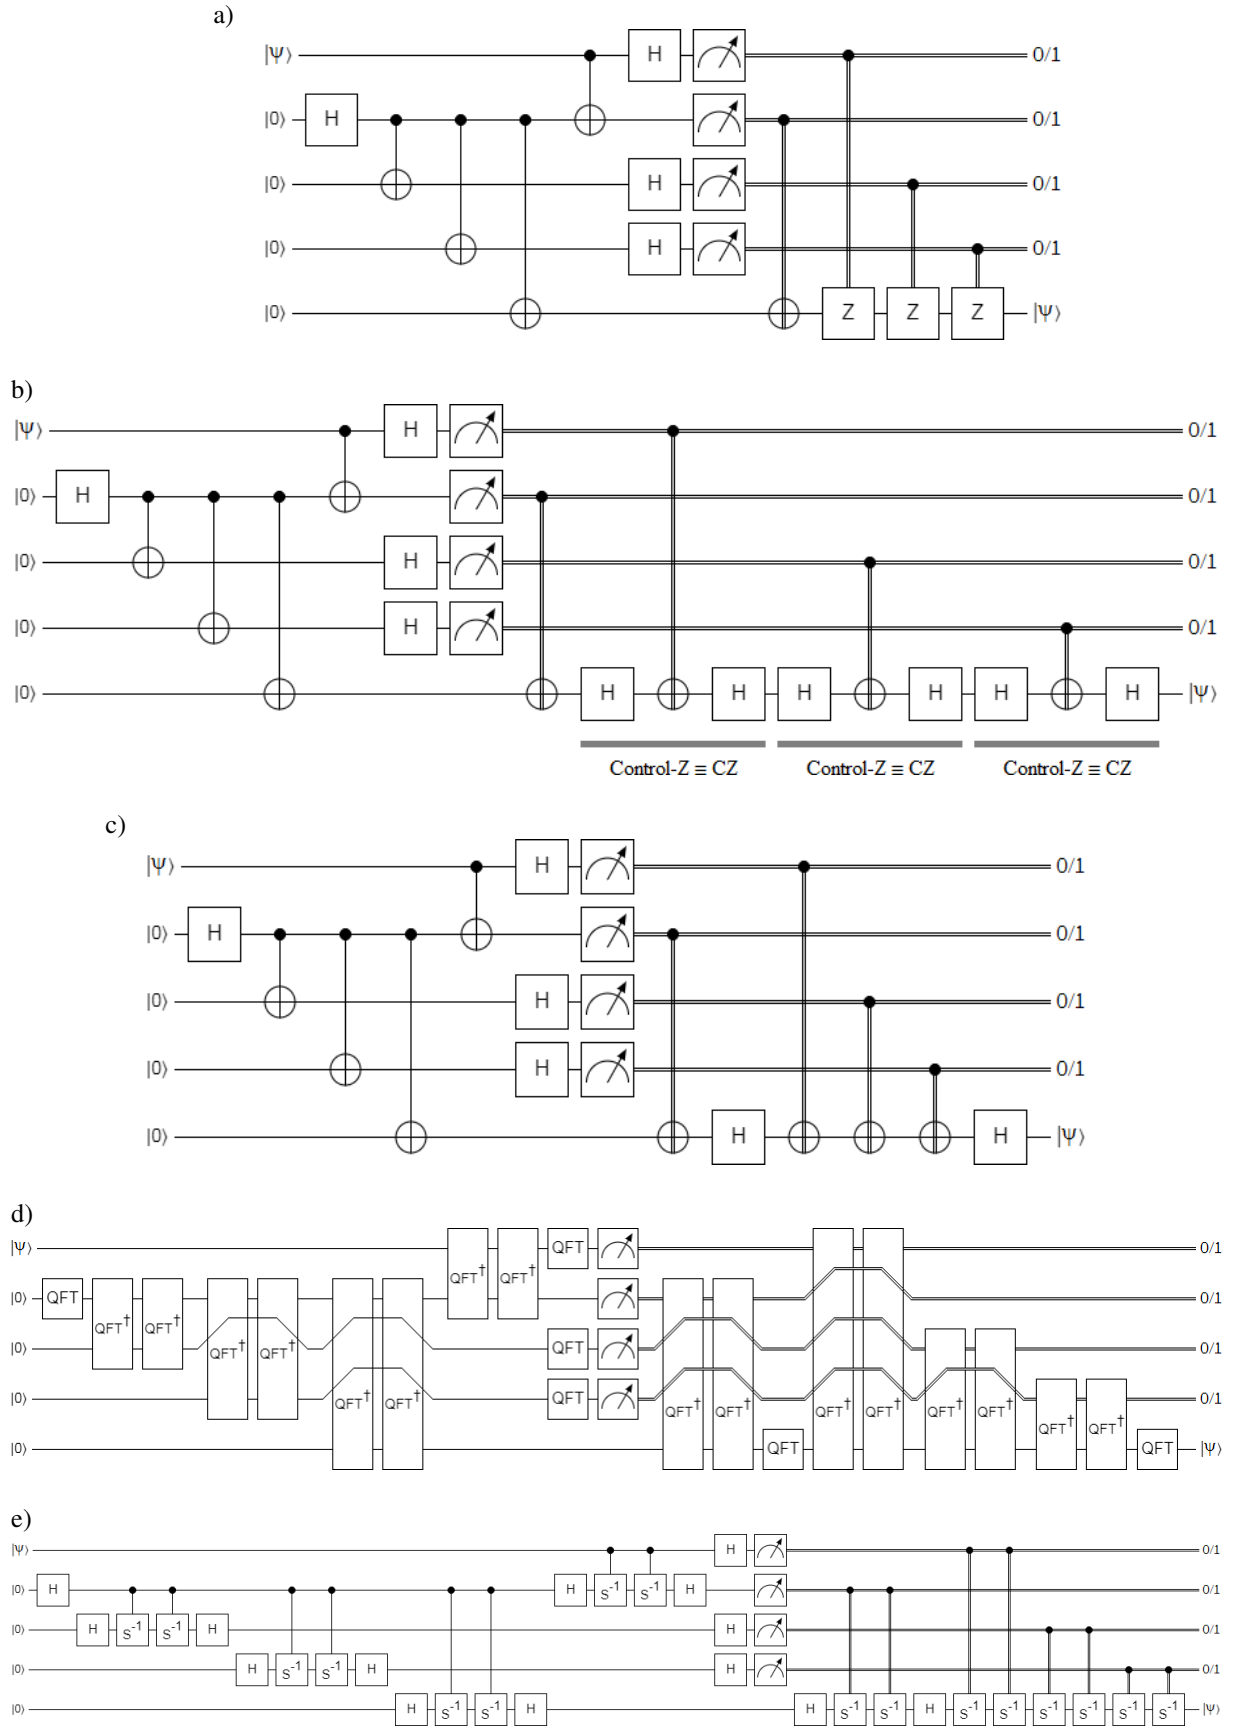 a)
|Ψ⟩ H 0/1
|0⟩ H 0/1
|0⟩ H 0/1
|0⟩ H 0/1
|0⟩ Z Z Z |Ψ⟩
b)
|Ψ⟩ H 0/1
|0⟩ H 0/1
|0⟩ H 0/1
|0⟩ H 0/1
|0⟩ H H H H H H |Ψ⟩
Control-Z ≡ CZ Control-Z ≡ CZ Control-Z ≡ CZ
c)
|Ψ⟩ H 0/1
|0⟩ H 0/1
|0⟩ H 0/1
|0⟩ H 0/1
|0⟩ H H |Ψ⟩
d)
|Ψ⟩ QFT 0/1
QFT† QFT†
|0⟩ QFT 0/1
QFT† QFT†
|0⟩ QFT† QFT† QFT 0/1
|0⟩ QFT† QFT† QFT 0/1
QFT† QFT† QFT† QFT† QFT† QFT† QFT† QFT†
|0⟩ QFT QFT |Ψ⟩
e)
|Ψ⟩ H 0/1
|0⟩ H H S⁻¹ S⁻¹ H 0/1
|0⟩ H S⁻¹ S⁻¹ H H 0/1
|0⟩ H S⁻¹ S⁻¹ H H 0/1
|0⟩ H S⁻¹ S⁻¹ H H S⁻¹ S⁻¹ H S⁻¹ S⁻¹ S⁻¹ S⁻¹ S⁻¹ S⁻¹ |Ψ⟩